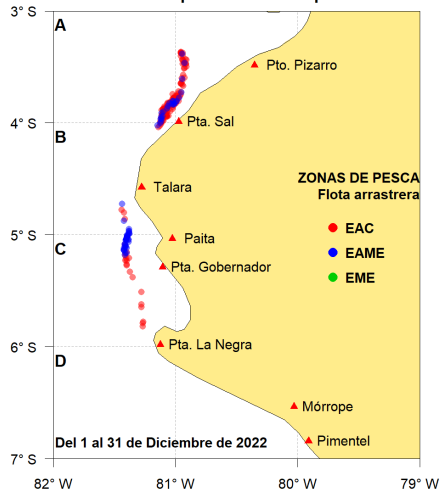 3° S
A
Pto. Pizarro
4° S
Pta. Sal
B
ZONAS DE PESCA
Talara
Flota arrastrera
EAC
5° S
Paita
EAME
C
Pta. Gobernador
EME
6° S
Pta. La Negra
D
Mórrope
Del 1 al 31 de Diciembre de 2022
Pimentel
7° S
82° W
81° W
80° W
79° W